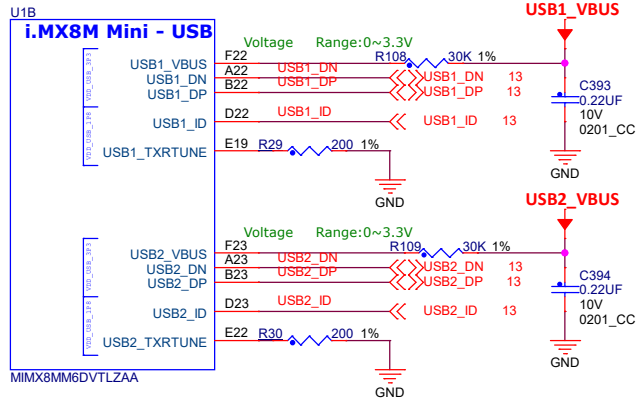 U1B
USB1_VBUS
i.MX8M Mini - USB
Voltage Range:0~3.3V
VDD_USB_3P3
USB1_VBUS F22 R108 30K 1%
USB1_DN A22 USB1_DN USB1_DN 13
USB1_DP B22 USB1_DP USB1_DP 13
C393
0.22UF
10V
0201_CC
VDD_USB_1P8
USB1_ID D22 USB1_ID USB1_ID 13
USB1_TXRTUNE E19 R29 200 1%
GND
GND
USB2_VBUS
Voltage Range:0~3.3V
VDD_USB_3P3
USB2_VBUS F23 R109 30K 1%
USB2_DN A23 USB2_DN USB2_DN 13
USB2_DP B23 USB2_DP USB2_DP 13
C394
0.22UF
10V
0201_CC
VDD_USB_1P8
USB2_ID D23 USB2_ID USB2_ID 13
USB2_TXRTUNE E22 R30 200 1%
GND
GND
MIMX8MM6DVTLZAA